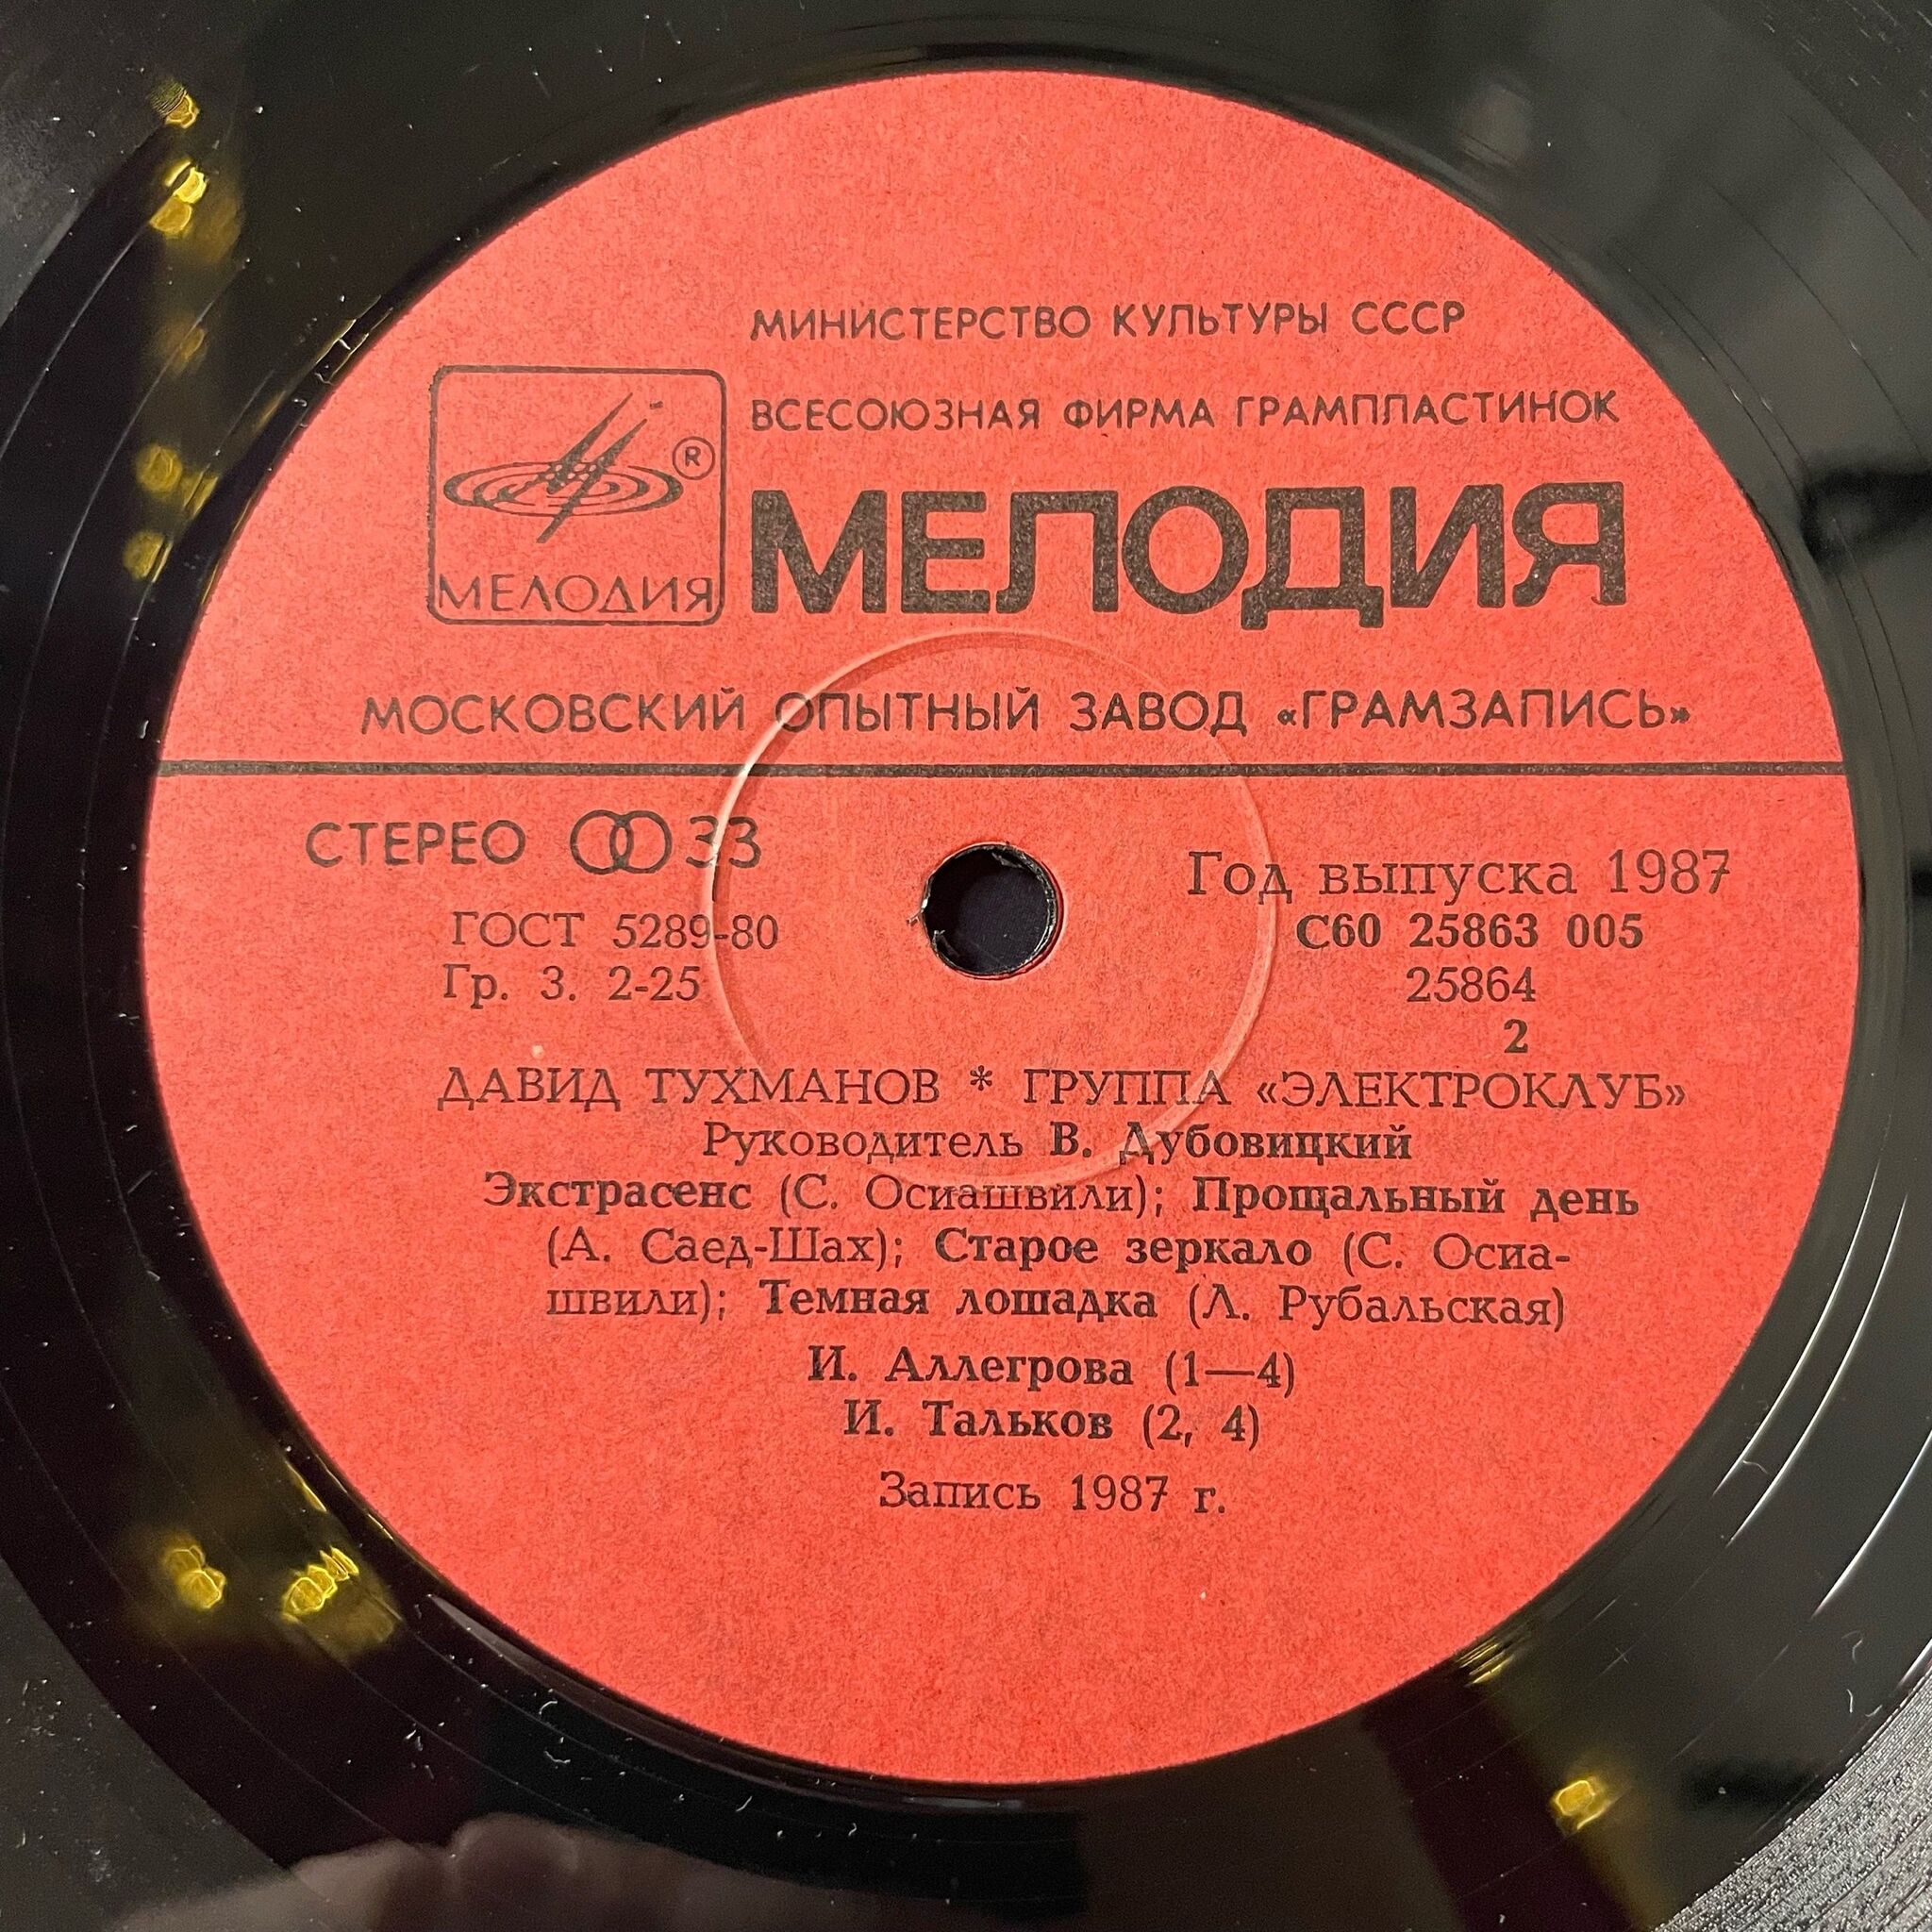 МИНИСТЕРСТВО КУЛЬТУРЫ СССР
ВСЕСОЮЗНАЯ ФИРМА ГРАМПЛАСТИНОК
®
МЕЛОДИЯ
МЕЛОДИЯ
МОСКОВСКИЙ ОПЫТНЫЙ ЗАВОД «ГРАМЗАПИСЬ»
СТЕРЕО 33
Год выпуска 1987
ГОСТ 5289-80
С60 25863 005
Гр. 3. 2-25
25864
2
ДАВИД ТУХМАНОВ * ГРУППА «ЭЛЕКТРОКЛУБ»
Руководитель В. Дубовицкий
Экстрасенс (С. Осиашвили); Прощальный день
(А. Саед-Шах); Старое зеркало (С. Осиа-
швили); Темная лошадка (Л. Рубальская)
И. Аллегрова (1—4)
И. Тальков (2, 4)
Запись 1987 г.